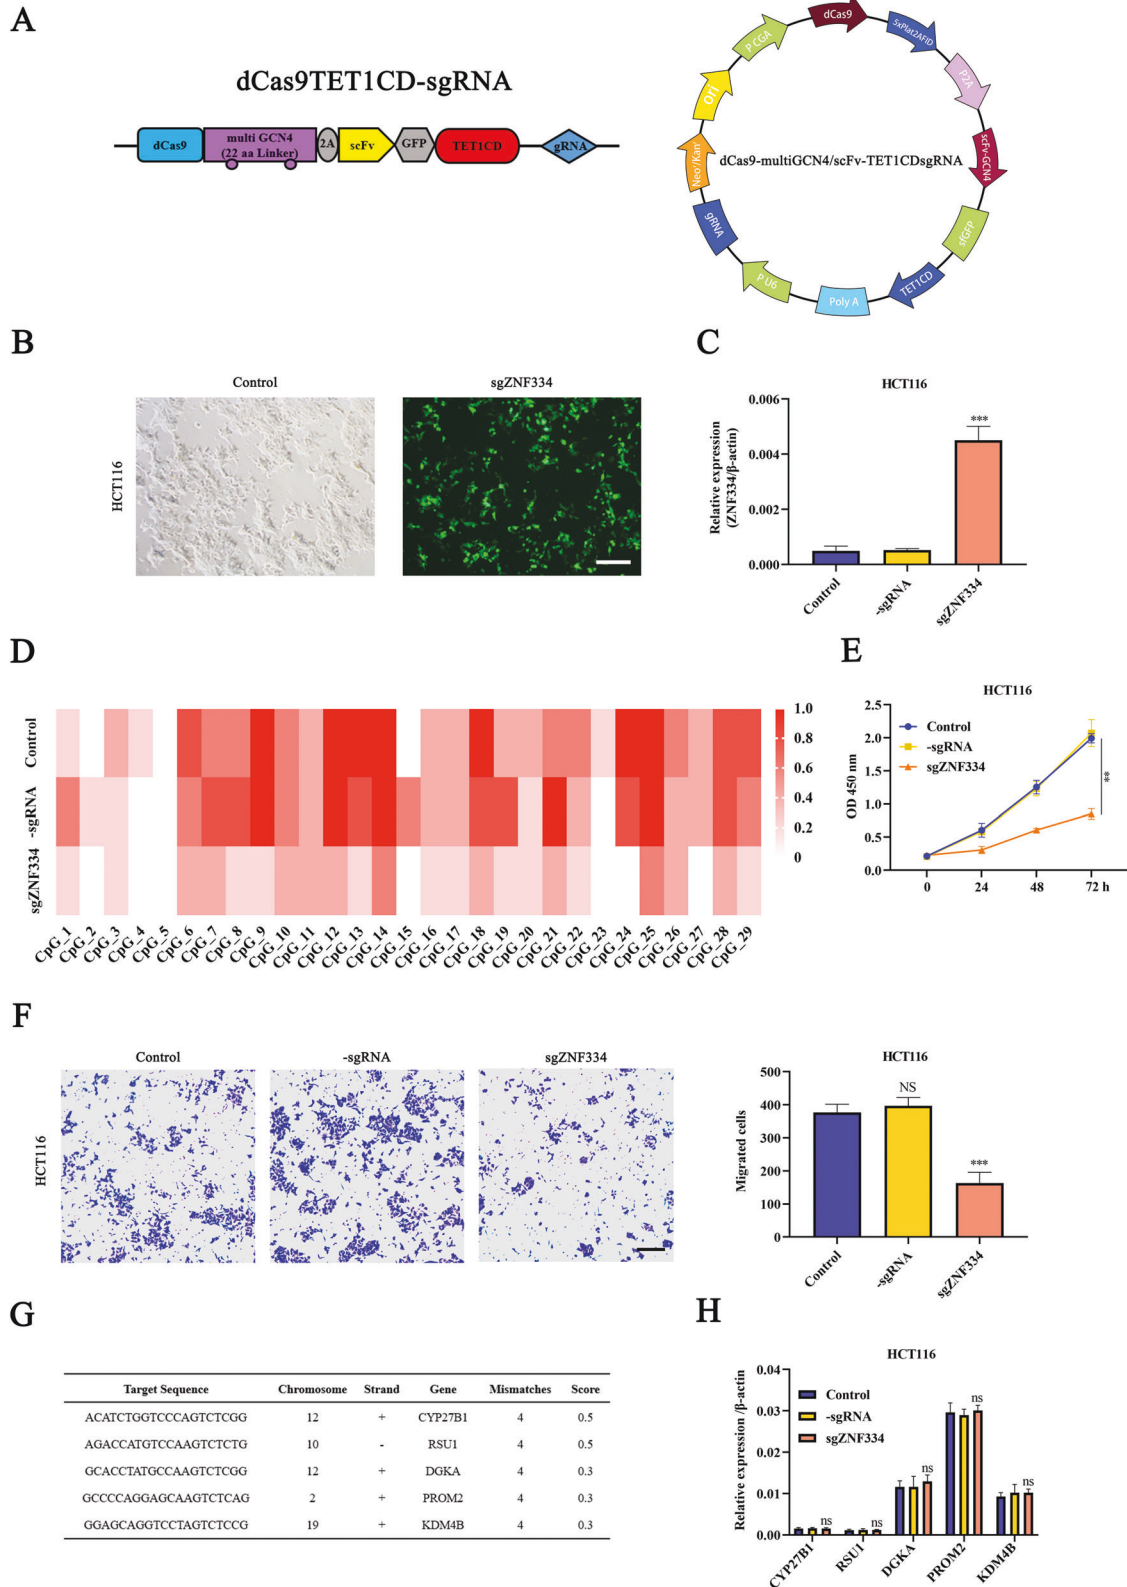 A
dCas9TET1CD-sgRNA
dCas9
multi GCN4
(22 aa Linker)
2A
scFv
GFP
TET1CD
gRNA
dCas9
5xPlat2AFID
P2A
scFv-GCN4
sfGFP
TET1CD
Poly A
P U6
gRNA
Neoʳ/Kanʳ
Ori
P CGA
dCas9-multiGCN4/scFv-TET1CDsgRNA
B
Control
sgZNF334
HCT116
C
HCT116
Relative expression
(ZNF334/β-actin)
0.006
0.004
0.002
0.000
***
Control
-sgRNA
sgZNF334
D
Control
-sgRNA
sgZNF334
1.0
0.8
0.6
0.4
0.2
0
CpG_1
CpG_2
CpG_3
CpG_4
CpG_5
CpG_6
CpG_7
CpG_8
CpG_9
CpG_10
CpG_11
CpG_12
CpG_13
CpG_14
CpG_15
CpG_16
CpG_17
CpG_18
CpG_19
CpG_20
CpG_21
CpG_22
CpG_23
CpG_24
CpG_25
CpG_26
CpG_27
CpG_28
CpG_29
E
HCT116
OD 450 nm
2.5
2.0
1.5
1.0
0.5
0.0
Control
-sgRNA
sgZNF334
**
0 24 48 72 h
F
Control
-sgRNA
sgZNF334
HCT116
HCT116
Migrated cells
500
400
300
200
100
0
NS
***
Control
-sgRNA
sgZNF334
G
Target Sequence Chromosome Strand Gene Mismatches Score
ACATCTGGTCCCAGTCTCGG 12 + CYP27B1 4 0.5
AGACCATGTCCAAGTCTCTG 10 - RSU1 4 0.5
GCACCTATGCCAAGTCTCGG 12 + DGKA 4 0.3
GCCCCAGGAGCAAGTCTCAG 2 + PROM2 4 0.3
GGAGCAGGTCCTAGTCTCCG 19 + KDM4B 4 0.3
H
HCT116
Relative expression /β-actin
0.04
0.03
0.02
0.01
0.00
Control
-sgRNA
sgZNF334
ns
ns
ns
ns
ns
CYP27B1
RSU1
DGKA
PROM2
KDM4B